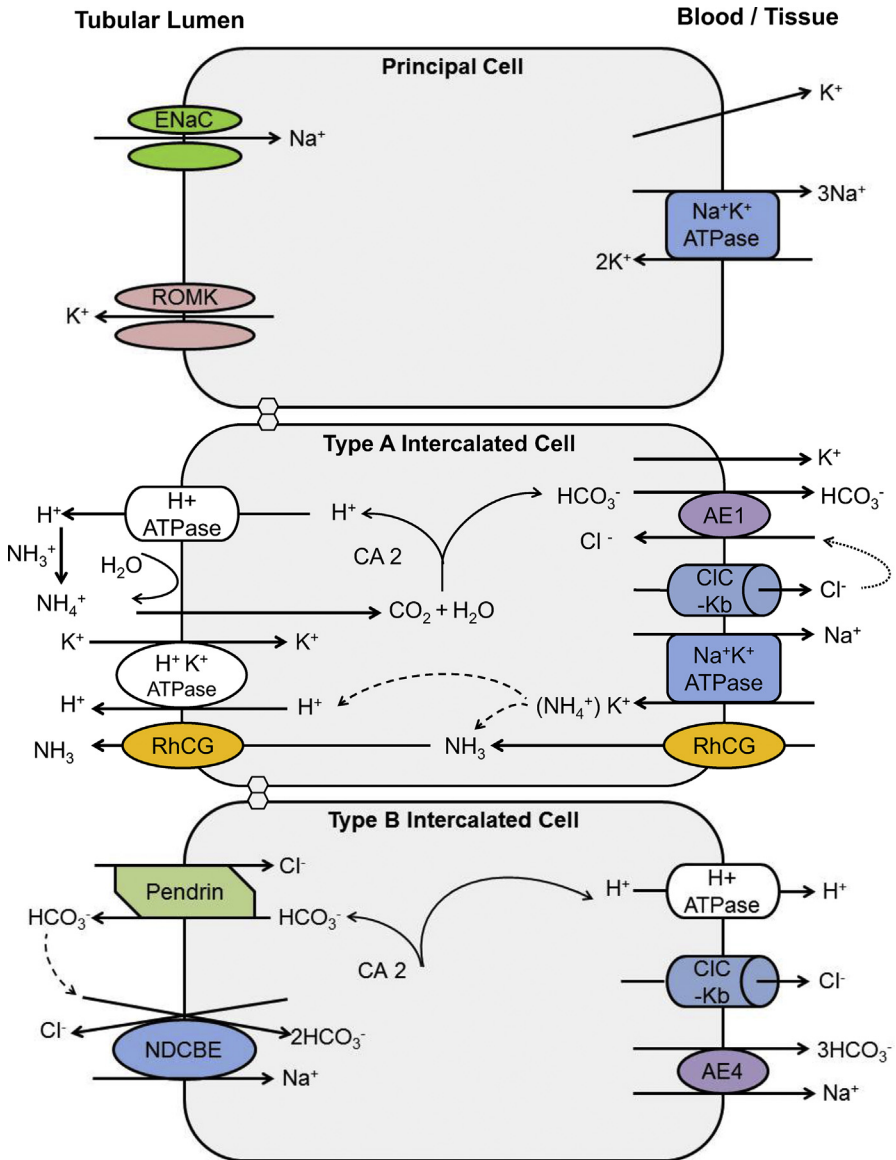 Tubular Lumen
Blood / Tissue
Principal Cell
ENaC
Na⁺
K⁺
3Na⁺
Na⁺K⁺
ATPase
2K⁺
ROMK
K⁺
Type A Intercalated Cell
K⁺
H+
ATPase
H⁺
H⁺
HCO₃⁻
HCO₃⁻
AE1
CA 2
Cl⁻
NH₃⁺
H₂O
NH₄⁺
CO₂ + H₂O
ClC
-Kb
Cl⁻
K⁺
K⁺
Na⁺
H⁺ K⁺
ATPase
Na⁺K⁺
ATPase
H⁺
H⁺
(NH₄⁺) K⁺
NH₃
RhCG
NH₃
RhCG
Type B Intercalated Cell
Cl⁻
Pendrin
H⁺
H+
ATPase
H⁺
HCO₃⁻
HCO₃⁻
CA 2
ClC
-Kb
Cl⁻
Cl⁻
2HCO₃⁻
NDCBE
3HCO₃⁻
Na⁺
AE4
Na⁺